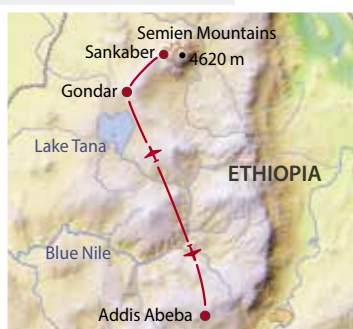 Semien Mountains
Sankaber
4620 m
Gondar
Lake Tana
ETHIOPIA
Blue Nile
Addis Abeba